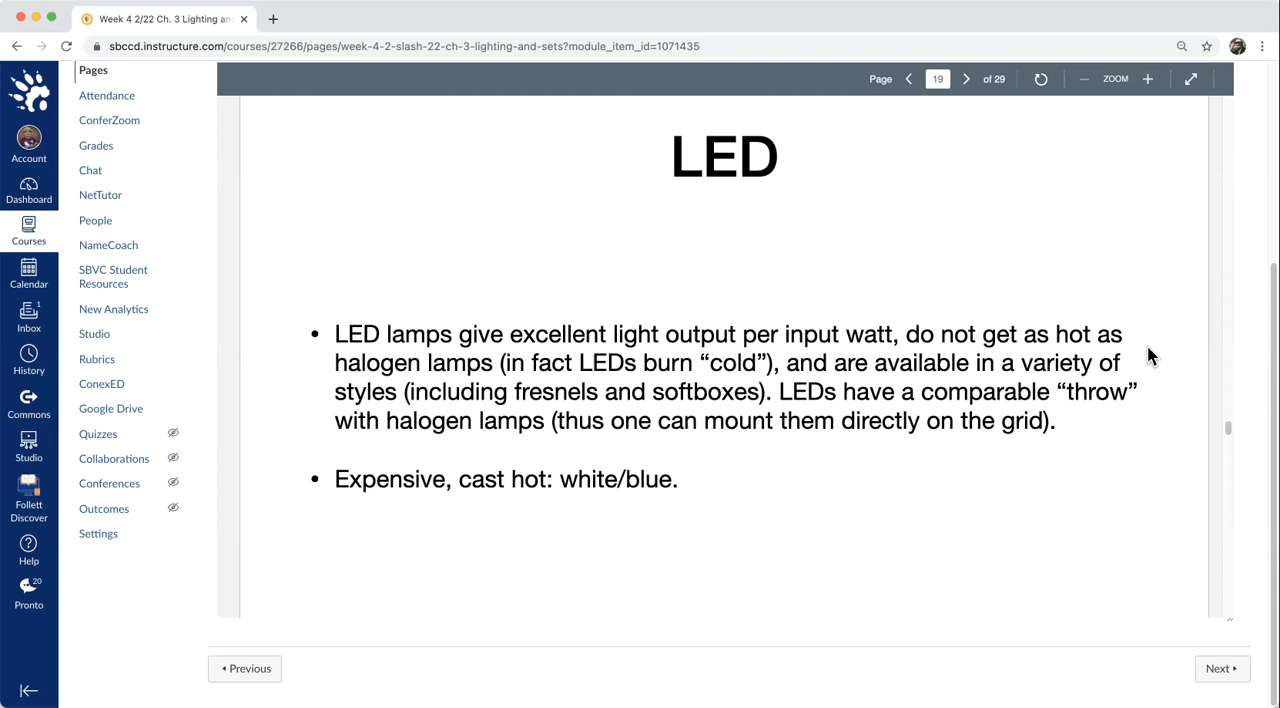 Week 4 2/22 Ch. 3 Lighting an
sbccd.instructure.com/courses/27266/pages/week-4-2-slash-22-ch-3-lighting-and-sets?module_item_id=1071435
Account
Dashboard
Courses
Calendar
1
Inbox
History
Commons
Studio
Follett
Discover
Help
20
Pronto
Pages
Attendance
ConferZoom
Grades
Chat
NetTutor
People
NameCoach
SBVC Student
Resources
New Analytics
Studio
Rubrics
ConexED
Google Drive
Quizzes
Collaborations
Conferences
Outcomes
Settings
Page 19 of 29 ZOOM
LED
• LED lamps give excellent light output per input watt, do not get as hot as
halogen lamps (in fact LEDs burn “cold”), and are available in a variety of
styles (including fresnels and softboxes). LEDs have a comparable “throw”
with halogen lamps (thus one can mount them directly on the grid).
• Expensive, cast hot: white/blue.
Previous
Next